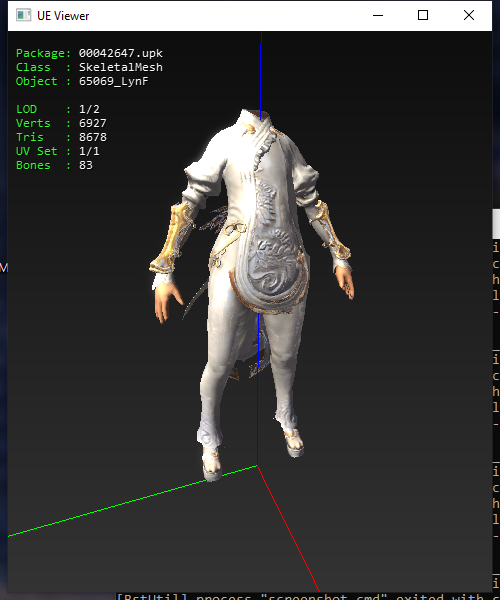 UE Viewer
Package: 00042647.upk
Class : SkeletalMesh
Object : 65069_LynF
LOD : 1/2
Verts : 6927
Tris : 8678
UV Set : 1/1
Bones : 83
M
i
c
h
l
-
i
c
h
l
-
i
c
h
l
-
i
[BstUtil] process "screenshot.cmd" exited with c